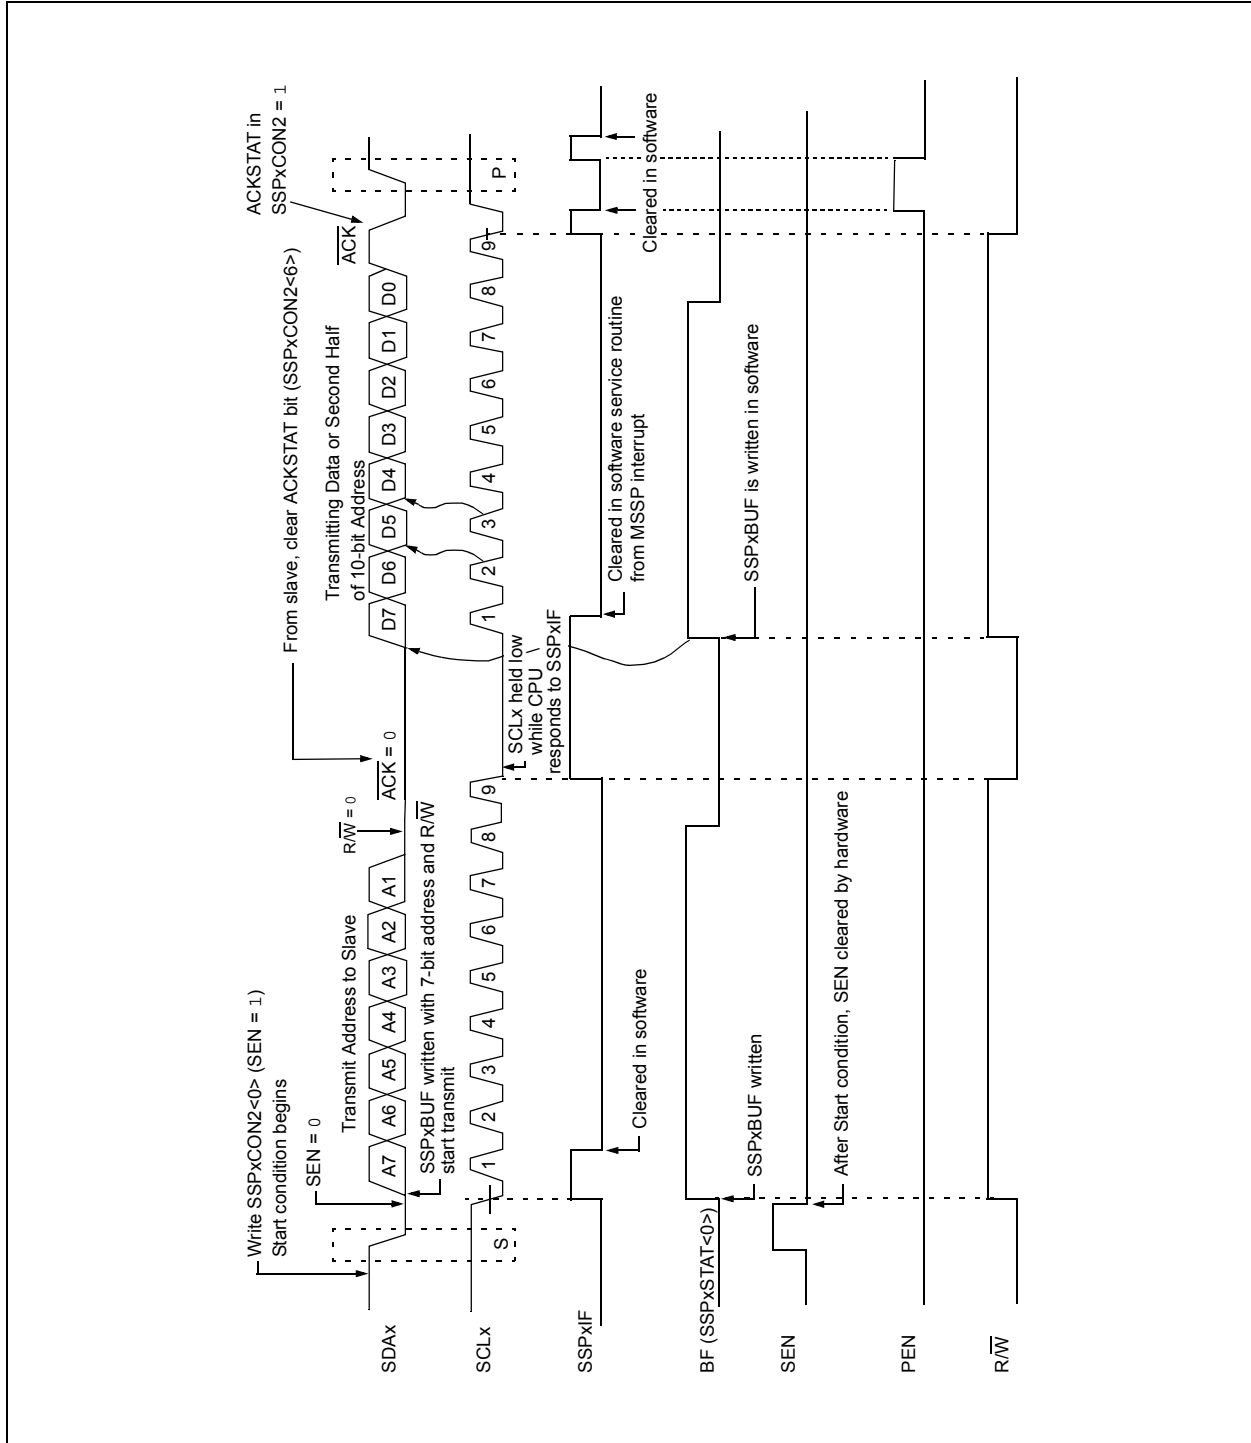 Write SSPxCON2<0> (SEN = 1)
Start condition begins
SEN = 0
From slave, clear ACKSTAT bit (SSPxCON2<6>)
ACKSTAT in
SSPxCON2 = 1
Transmit Address to Slave
R/W = 0
ACK = 0
Transmitting Data or Second Half
of 10-bit Address
ACK
SDAx
A7 A6 A5 A4 A3 A2 A1
D7 D6 D5 D4 D3 D2 D1 D0
SSPxBUF written with 7-bit address and R/W
start transmit
SCLx
S
1 2 3 4 5 6 7 8 9
1 2 3 4 5 6 7 8 9
P
SCLx held low
while CPU
responds to SSPxIF
SSPxIF
Cleared in software
Cleared in software service routine
from MSSP interrupt
Cleared in software
Cleared in software
BF (SSPxSTAT<0>)
SSPxBUF written
SSPxBUF is written in software
SEN
After Start condition, SEN cleared by hardware
PEN
R/W